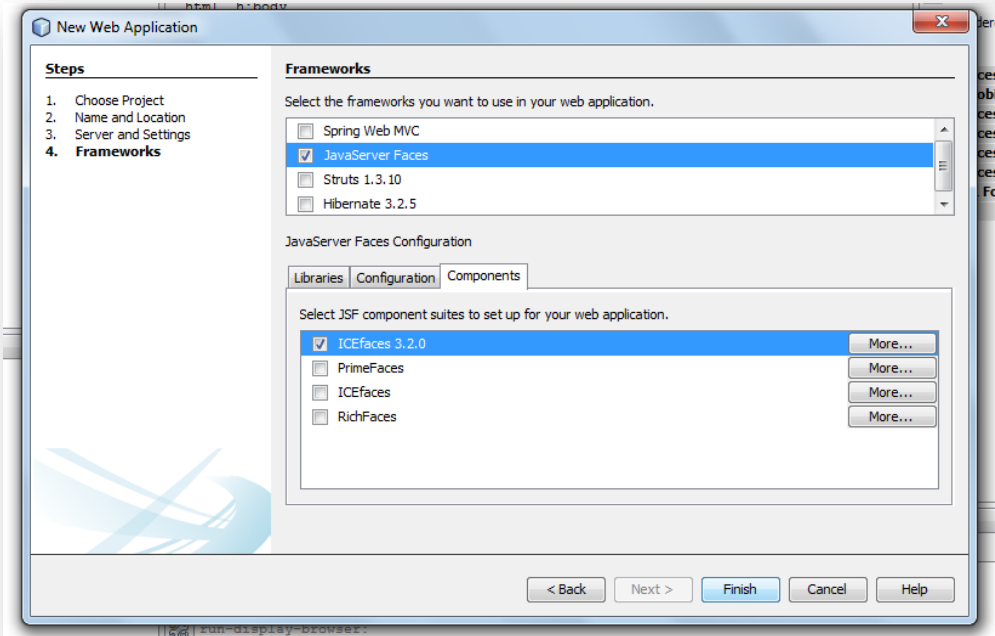 html h:body
New Web Application
Steps
1. Choose Project
2. Name and Location
3. Server and Settings
4. Frameworks
Frameworks
Select the frameworks you want to use in your web application.
Spring Web MVC
JavaServer Faces
Struts 1.3.10
Hibernate 3.2.5
JavaServer Faces Configuration
Libraries Configuration Components
Select JSF component suites to set up for your web application.
ICEfaces 3.2.0 More...
PrimeFaces More...
ICEfaces More...
RichFaces More...
< Back Next > Finish Cancel Help
run-display-browser: